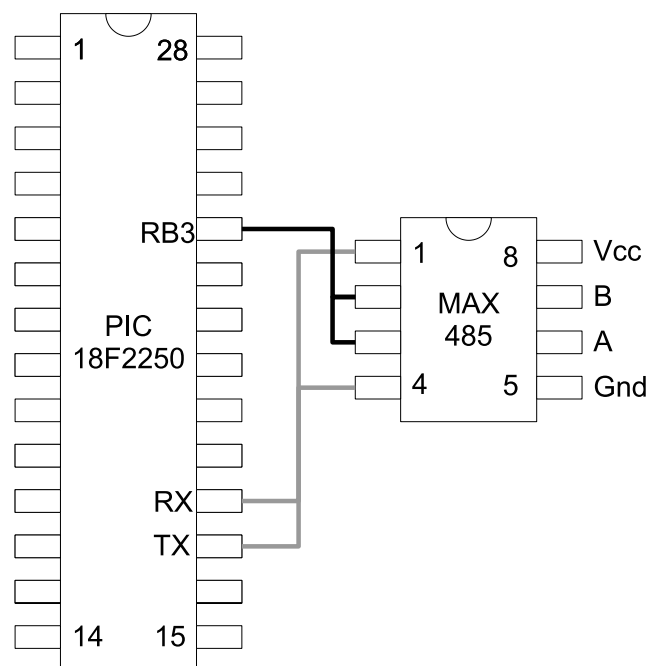 1 28
RB3
PIC
18F2250
RX
TX
14 15
1 8
MAX
485
4 5
Vcc
B
A
Gnd